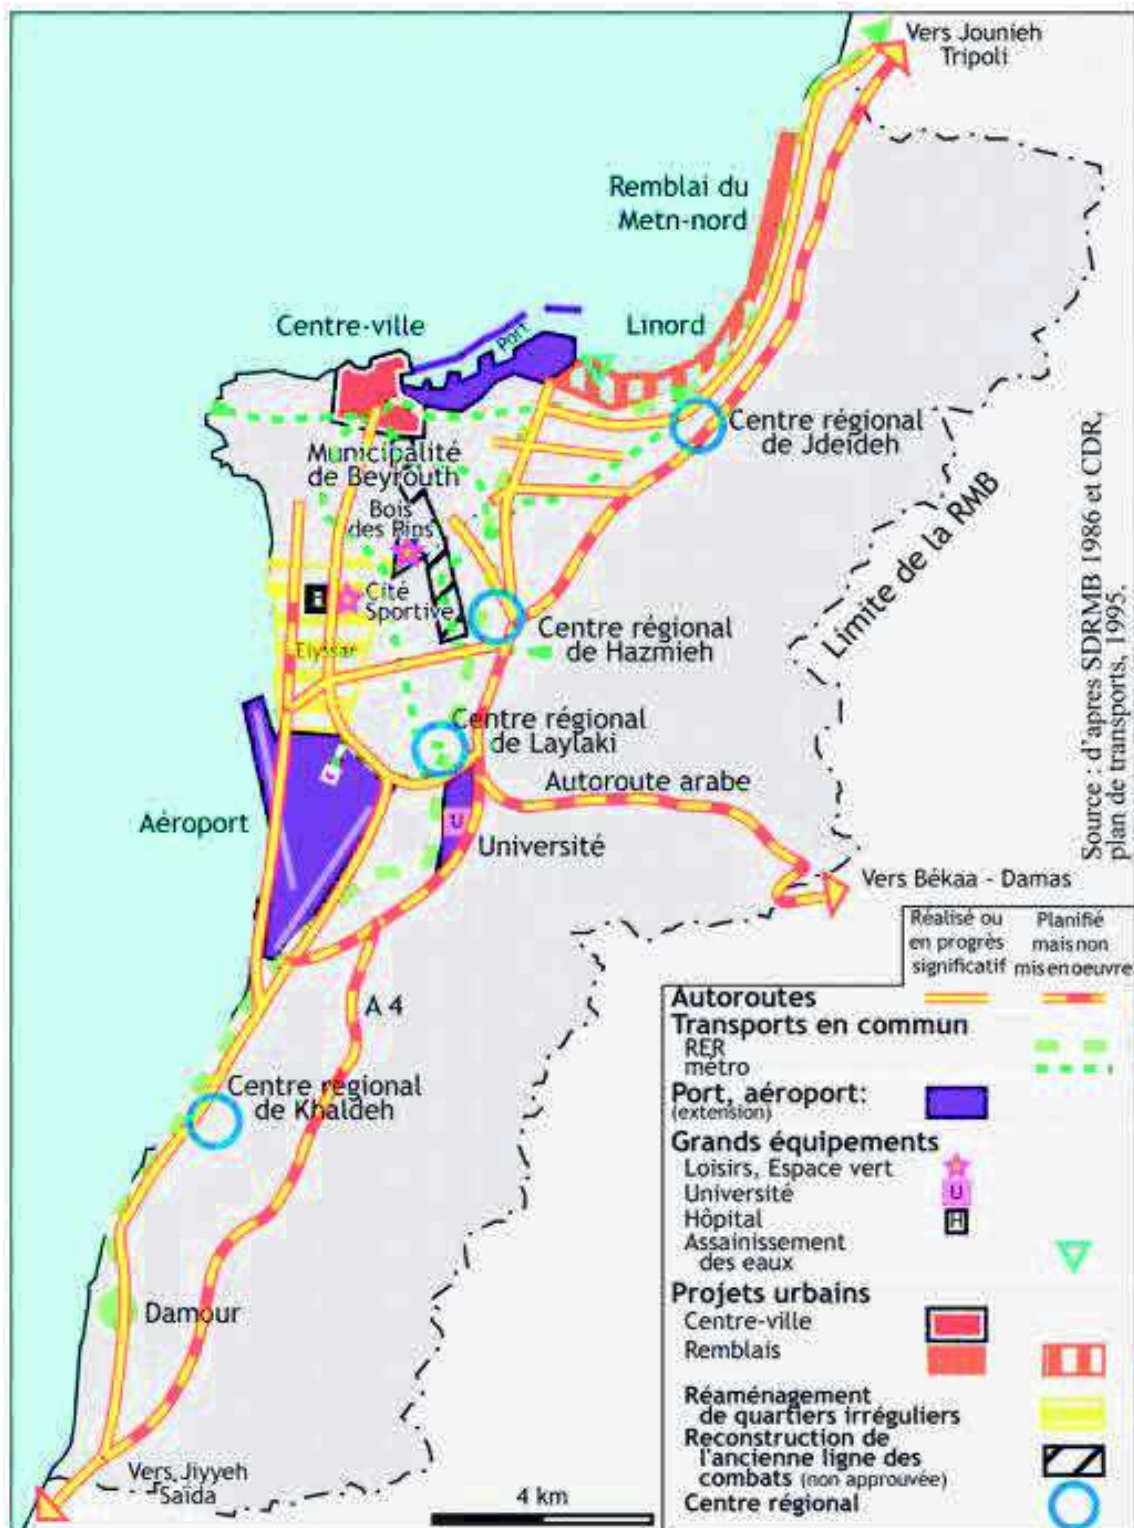 Vers Jounieh
Tripoli
Remblai du
Metn-nord
Centre-ville
Port
Linord
Centre régional
de Jdeideh
Municipalité
de Beyrouth
Bois
des Pins
Limite de la RMB
Cité
Sportive
H
Centre régional
de Hazmieh
Elyssar
Centre régional
de Laylaki
Autoroute arabe
Aéroport
U
Université
Vers Békaa - Damas
A 4
Centre régional
de Khaldeh
Damour
Vers Jiyyeh
Saïda
4 km
Source : d'apres SDRMB 1986 et CDR,
plan de transports, 1995.
Réalisé ou
en progrès
significatif
Planifié
mais non
mis en oeuvre
Autoroutes
Transports en commun
RER
métro
Port, aéroport:
(extension)
Grands équipements
Loisirs, Espace vert
Université
U
Hôpital
H
Assainissement
des eaux
Projets urbains
Centre-ville
Remblais
Réaménagement
de quartiers irréguliers
Reconstruction de
l'ancienne ligne des
combats (non approuvée)
Centre régional